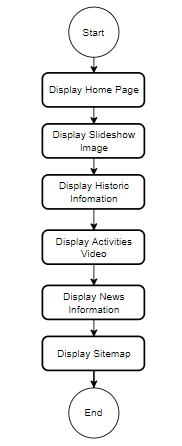 Start
Display Home Page
Display Slideshow
Image
Display Historic
Infomation
Display Activities
Video
Display News
Information
Display Sitemap
End